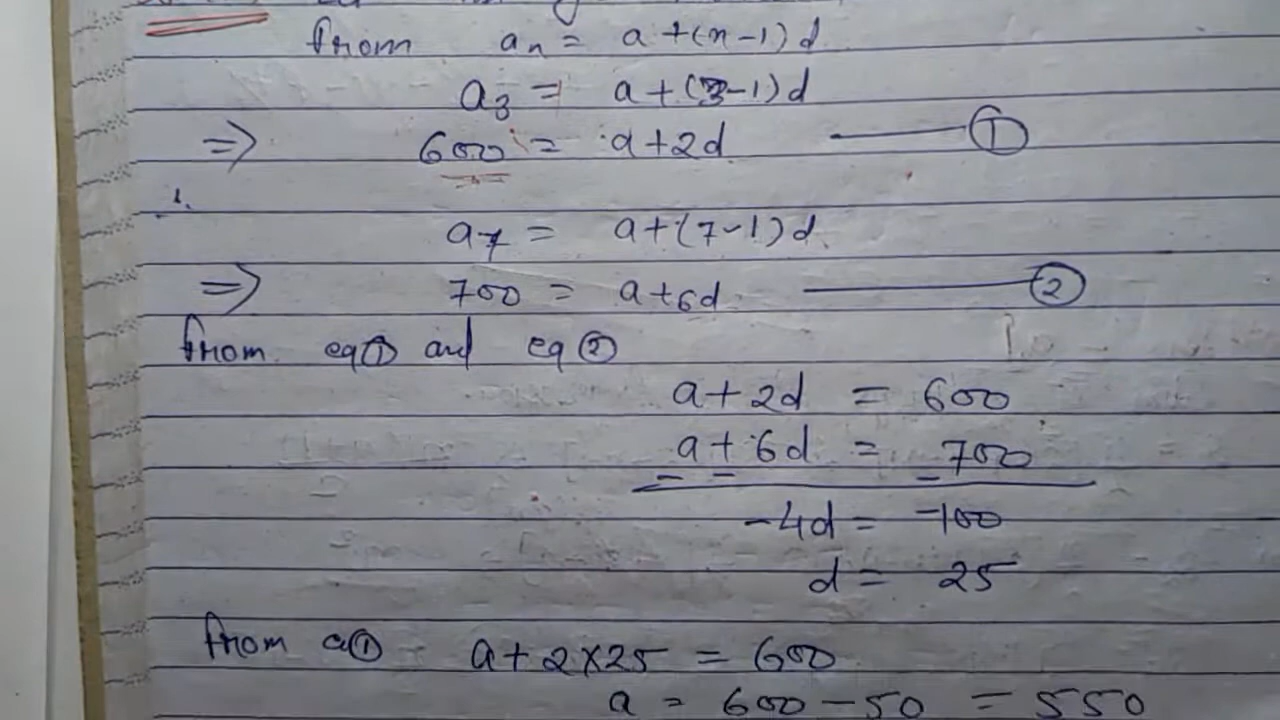 from aₙ = a+(n-1)d
a₃ = a+(3-1)d
⇒ 600 = a+2d ——— ①
a₇ = a+(7-1)d
⇒ 700 = a+6d ——— ②
from eq① and eq②
a+2d = 600
a+6d = 700
- - -
-4d = -100
d = 25
from a① a+2×25 = 600
a = 600-50 = 550